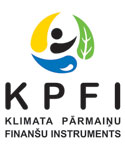 KPFI
KLIMATA PĀRMAIŅU
FINANŠU INSTRUMENTS